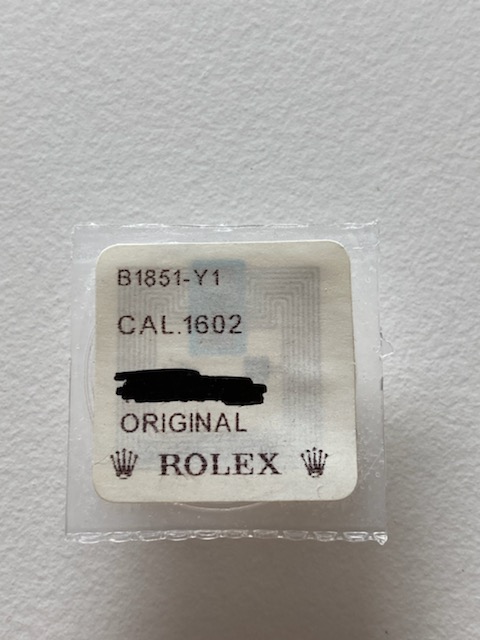 B1851-Y1
CAL.1602
ORIGINAL
ROLEX